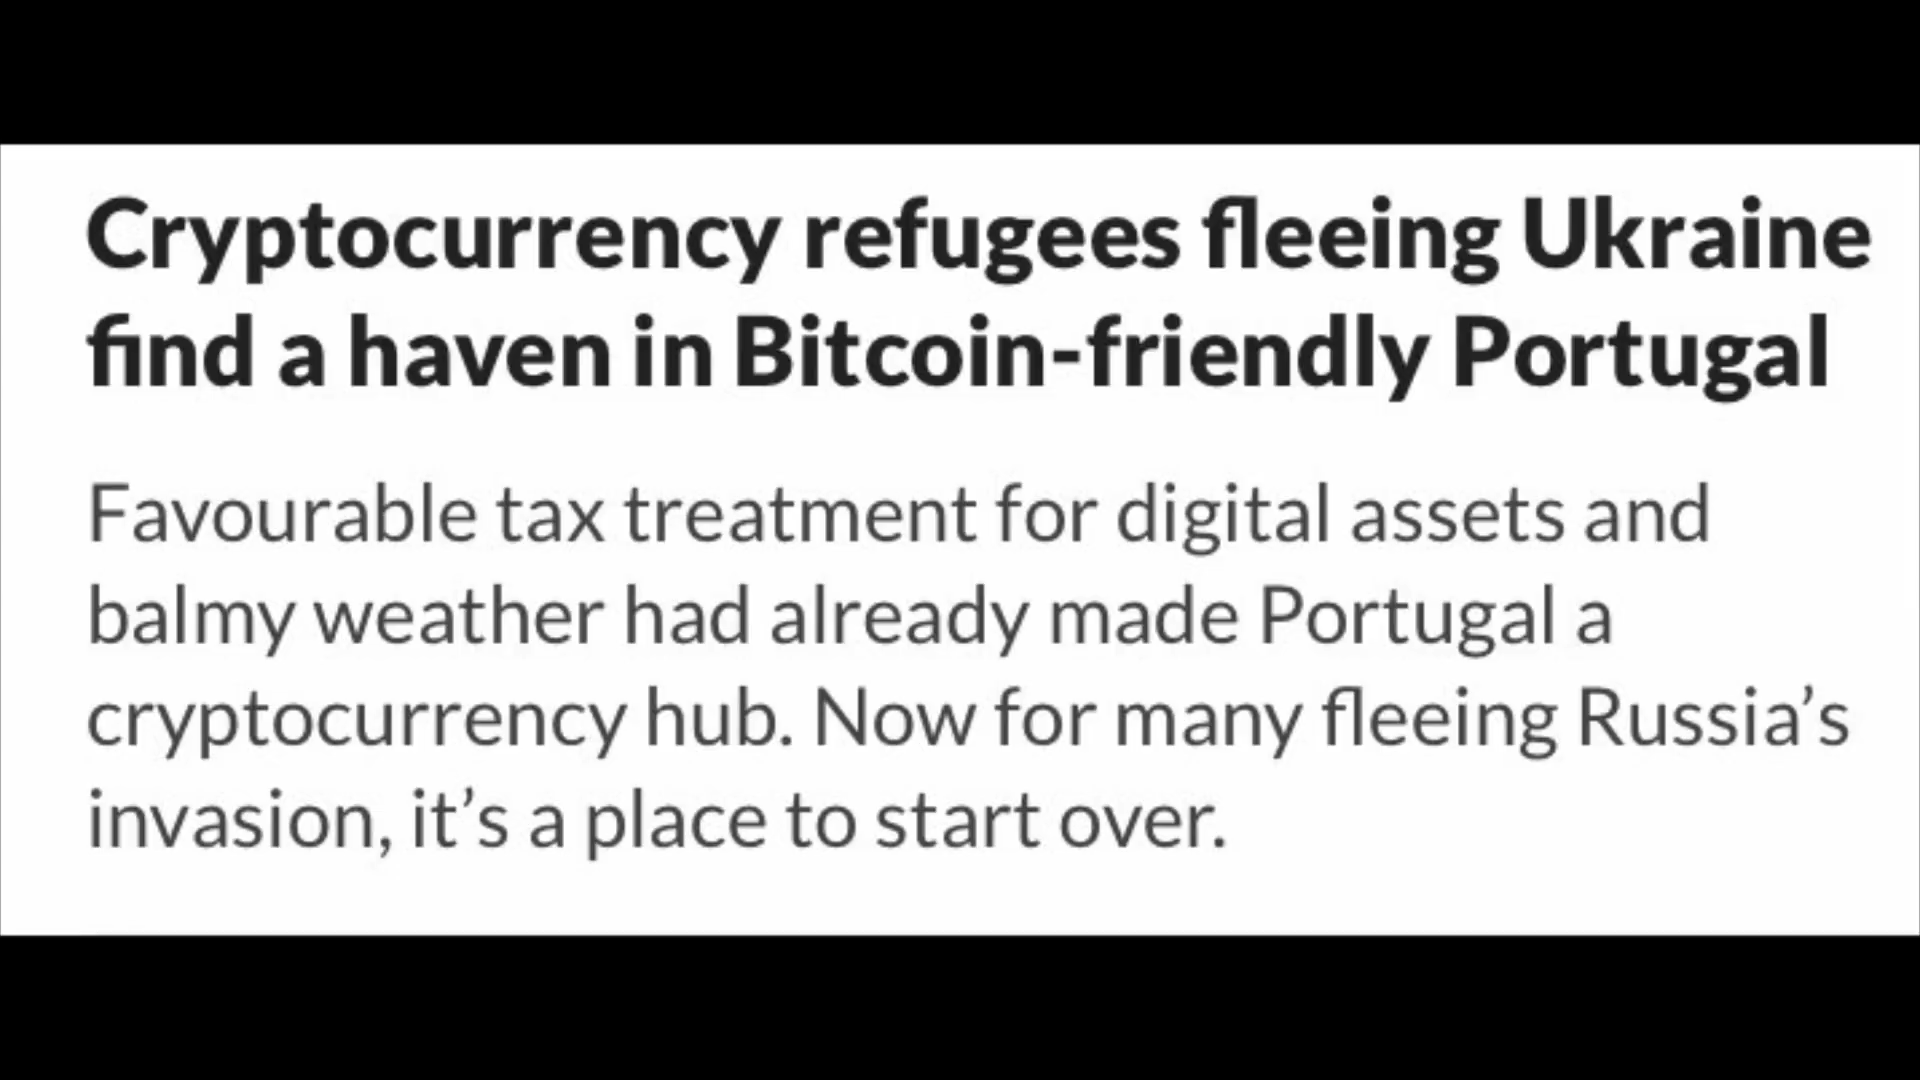 Cryptocurrency refugees fleeing Ukraine
find a haven in Bitcoin-friendly Portugal
Favourable tax treatment for digital assets and
balmy weather had already made Portugal a
cryptocurrency hub. Now for many fleeing Russia’s
invasion, it’s a place to start over.